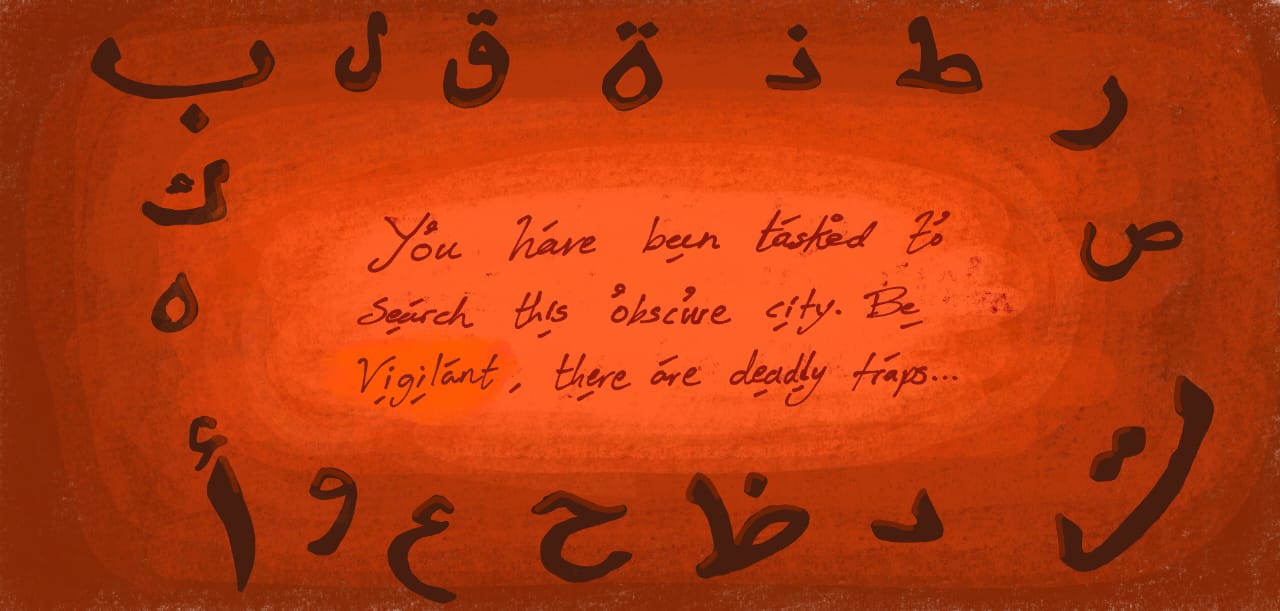 ر ط ذ ة ق ل ب
ك
You have been tasked to
ص
search this obscure city. Be
ه
Vigilant, there are deadly traps...
ت د ظ ح ع و أ